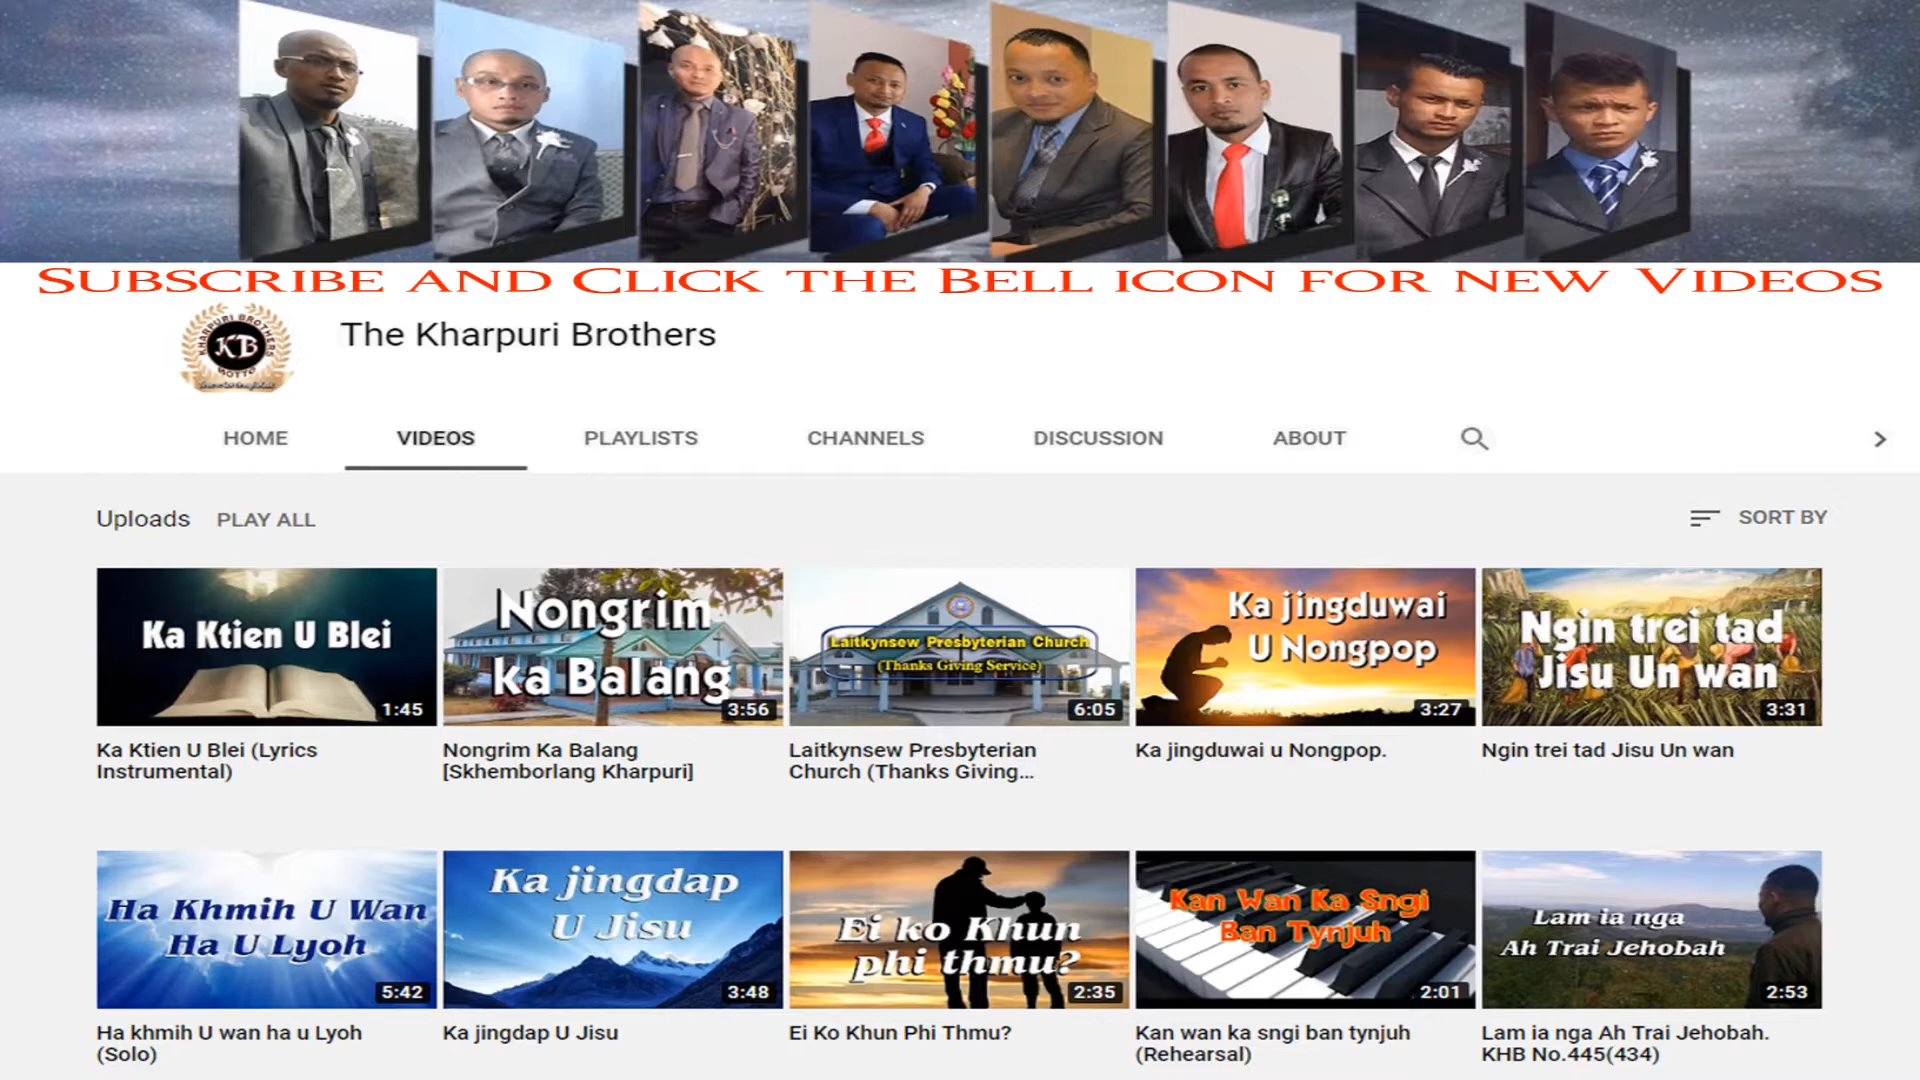 SUBSCRIBE AND CLICK THE BELL ICON FOR NEW VIDEOS
KHARPURI BROTHERS
KB
MOTTO
The Kharpuri Brothers
HOME VIDEOS PLAYLISTS CHANNELS DISCUSSION ABOUT
Uploads PLAY ALL SORT BY
Ka Ktien U Blei
1:45
Nongrim
ka Balang
3:56
Laitkynsew Presbyterian Church
(Thanks Giving Service)
6:05
Ka jingduwai
U Nongpop
3:27
Ngin trei tad
Jisu Un wan
3:31
Ka Ktien U Blei (Lyrics
Instrumental)
Nongrim Ka Balang
[Skhemborlang Kharpuri]
Laitkynsew Presbyterian
Church (Thanks Giving...
Ka jingduwai u Nongpop.
Ngin trei tad Jisu Un wan
Ha Khmih U Wan
Ha U Lyoh
5:42
Ka jingdap
U Jisu
3:48
Ei ko Khun
phi thmu?
2:35
Kan Wan Ka Sngi
Ban Tynjuh
2:01
Lam ia nga
Ah Trai Jehobah
2:53
Ha khmih U wan ha u Lyoh
(Solo)
Ka jingdap U Jisu
Ei Ko Khun Phi Thmu?
Kan wan ka sngi ban tynjuh
(Rehearsal)
Lam ia nga Ah Trai Jehobah.
KHB No.445(434)